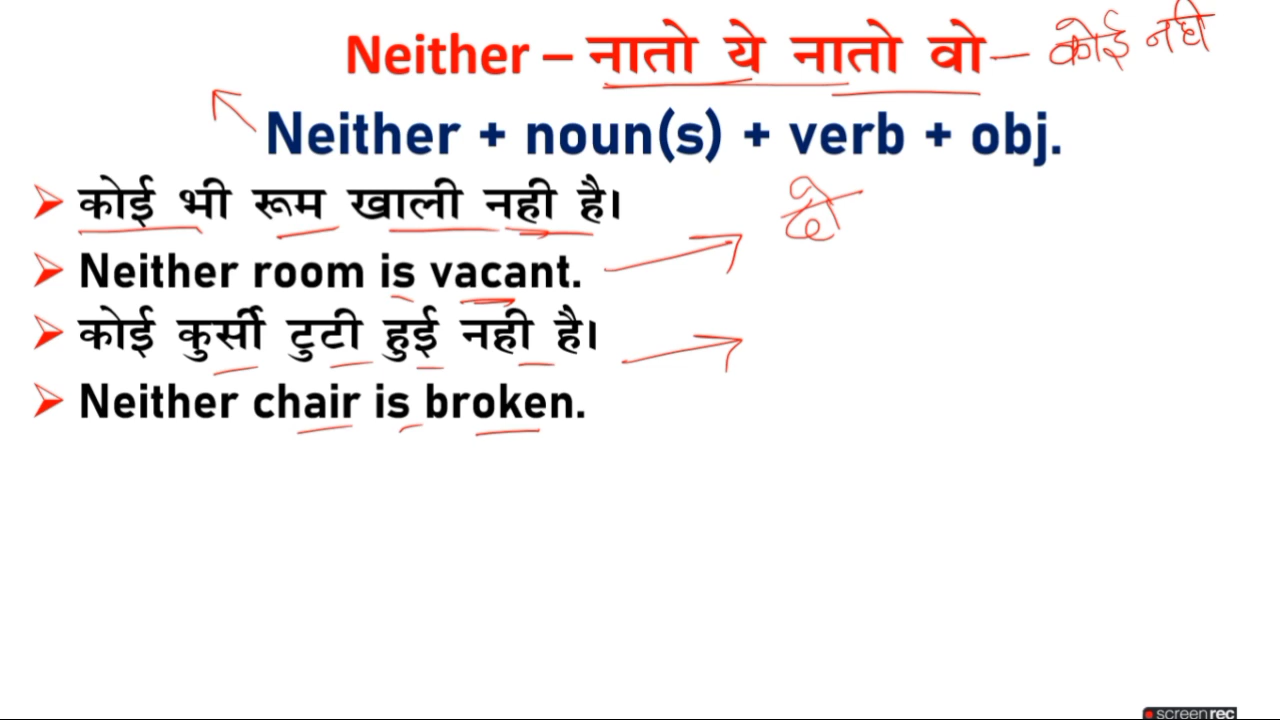 Neither – नातो ये नातो वो – कोई नही
Neither + noun(s) + verb + obj.
कोई भी रूम खाली नही है।
दो
Neither room is vacant.
कोई कुर्सी टुटी हुई नही है।
Neither chair is broken.
screenrec